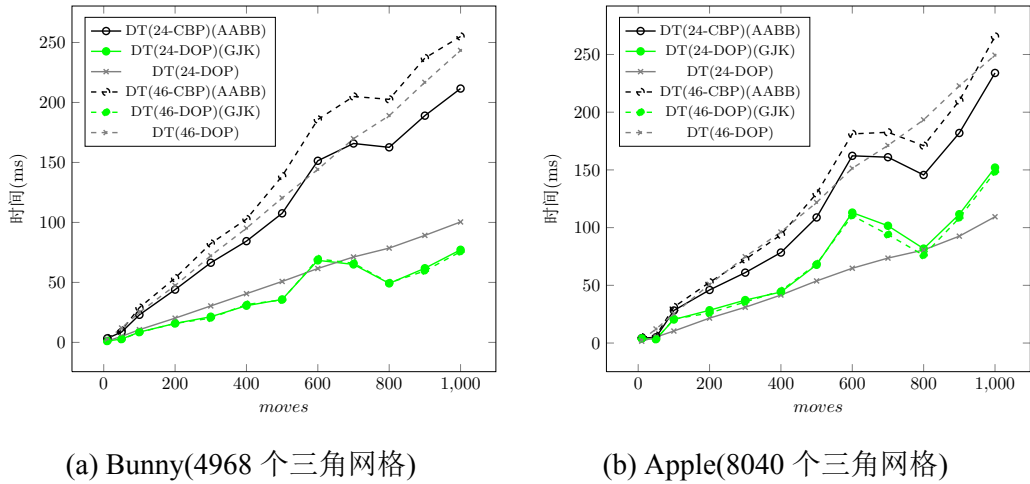 250
200
150
100
50
0
时间(ms)
DT(24-CBP)(AABB)
DT(24-DOP)(GJK)
DT(24-DOP)
DT(46-CBP)(AABB)
DT(46-DOP)(GJK)
DT(46-DOP)
0 200 400 600 800 1,000
moves
(a) Bunny(4968 个三角网格)
250
200
150
100
50
0
时间(ms)
DT(24-CBP)(AABB)
DT(24-DOP)(GJK)
DT(24-DOP)
DT(46-CBP)(AABB)
DT(46-DOP)(GJK)
DT(46-DOP)
0 200 400 600 800 1,000
moves
(b) Apple(8040 个三角网格)